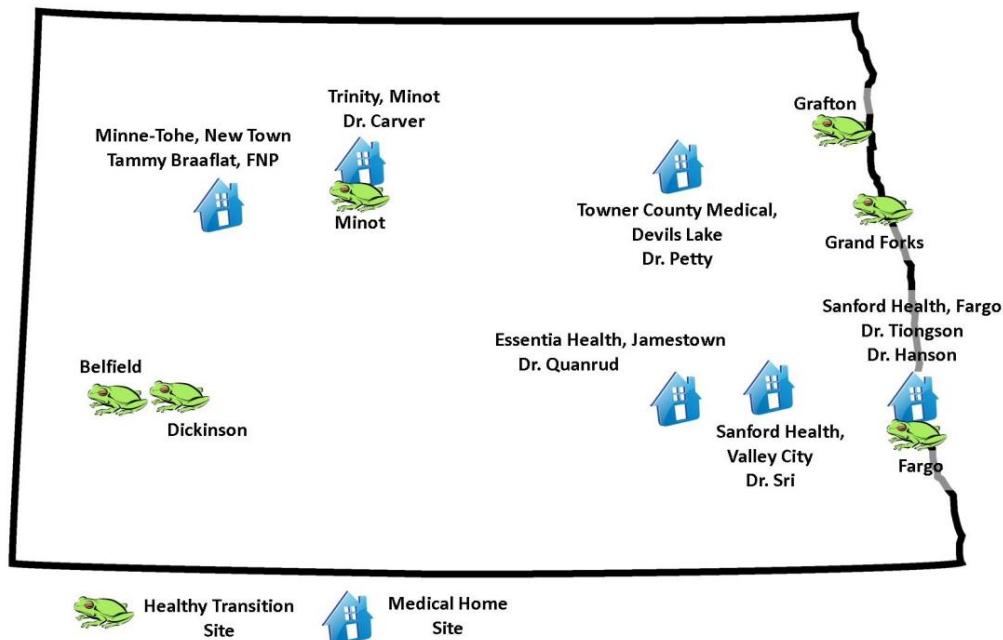 Trinity, Minot
Dr. Carver
Minne-Tohe, New Town
Tammy Braaflat, FNP
Minot
Grafton
Towner County Medical,
Devils Lake
Dr. Petty
Grand Forks
Sanford Health, Fargo
Dr. Tiongson
Dr. Hanson
Essentia Health, Jamestown
Dr. Quanrud
Belfield
Dickinson
Sanford Health,
Valley City
Dr. Sri
Fargo
Healthy Transition
Site
Medical Home
Site